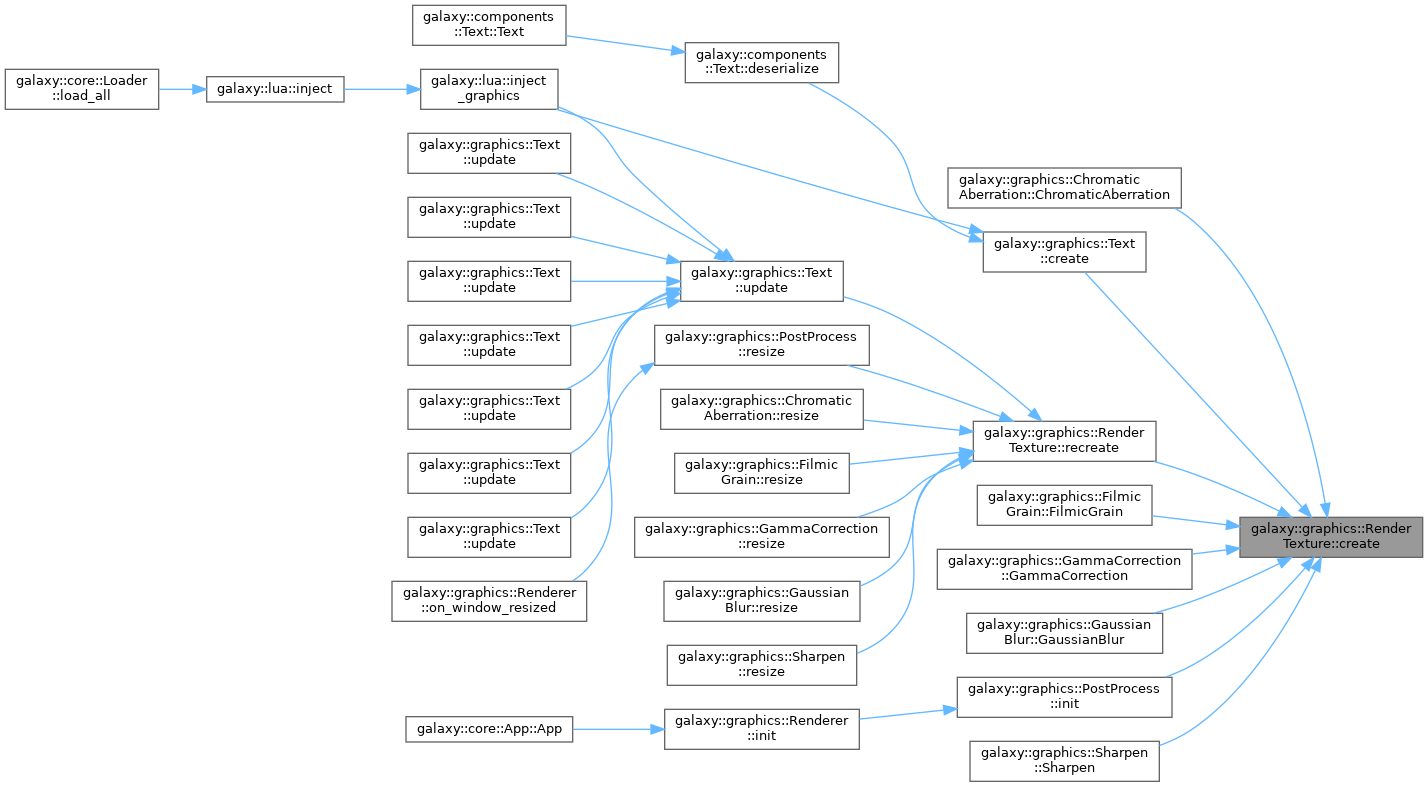 galaxy::components
::Text::Text
galaxy::components
::Text::deserialize
galaxy::core::Loader
::load_all
galaxy::lua::inject
galaxy::lua::inject
_graphics
galaxy::graphics::Text
::update
galaxy::graphics::Chromatic
Aberration::ChromaticAberration
galaxy::graphics::Text
::update
galaxy::graphics::Text
::create
galaxy::graphics::Text
::update
galaxy::graphics::Text
::update
galaxy::graphics::Text
::update
galaxy::graphics::PostProcess
::resize
galaxy::graphics::Text
::update
galaxy::graphics::Chromatic
Aberration::resize
galaxy::graphics::Render
Texture::recreate
galaxy::graphics::Text
::update
galaxy::graphics::Filmic
Grain::resize
galaxy::graphics::Filmic
Grain::FilmicGrain
galaxy::graphics::Text
::update
galaxy::graphics::GammaCorrection
::resize
galaxy::graphics::Render
Texture::create
galaxy::graphics::GammaCorrection
::GammaCorrection
galaxy::graphics::Renderer
::on_window_resized
galaxy::graphics::Gaussian
Blur::resize
galaxy::graphics::Gaussian
Blur::GaussianBlur
galaxy::graphics::Sharpen
::resize
galaxy::graphics::PostProcess
::init
galaxy::core::App::App
galaxy::graphics::Renderer
::init
galaxy::graphics::Sharpen
::Sharpen